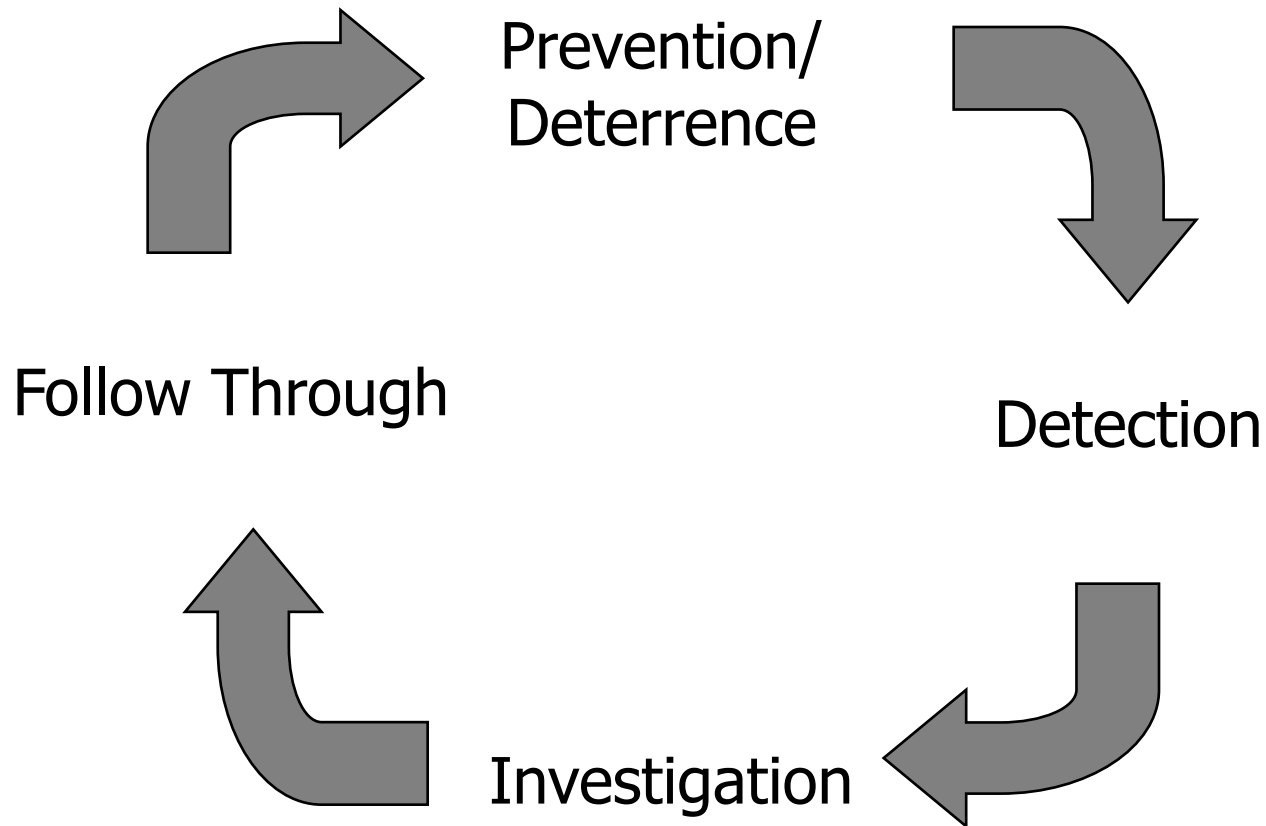 Prevention/
Deterrence
Follow Through
Detection
Investigation